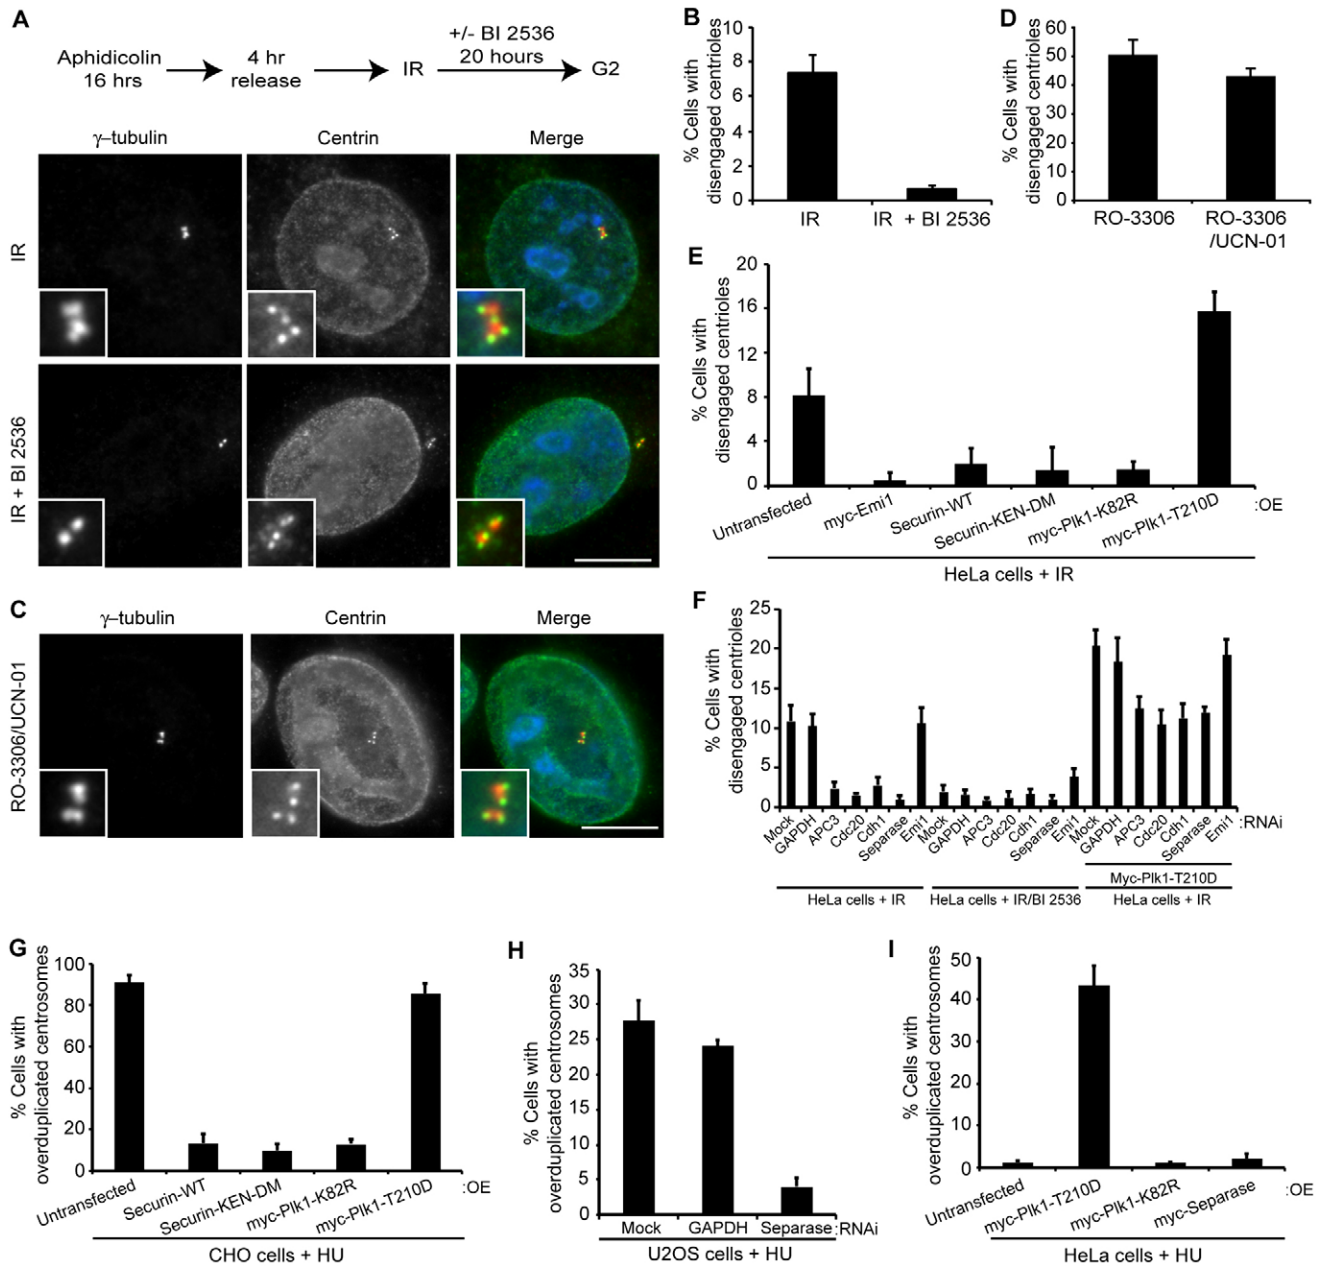 A
Aphidicolin
16 hrs
4 hr
release
IR
+/- BI 2536
20 hours
G2
γ–tubulin
Centrin
Merge
IR
IR + BI 2536
B
% Cells with
disengaged centrioles
10
8
6
4
2
0
IR
IR + BI 2536
C
γ–tubulin
Centrin
Merge
RO-3306/UCN-01
D
% Cells with
disengaged centrioles
60
50
40
30
20
10
0
RO-3306
RO-3306
/UCN-01
E
% Cells with
disengaged centrioles
20
16
12
8
4
0
Untransfected
myc-Emi1
Securin-WT
Securin-KEN-DM
myc-Plk1-K82R
myc-Plk1-T210D
:OE
HeLa cells + IR
F
% Cells with
disengaged centrioles
25
20
15
10
5
0
Mock
GAPDH
APC3
Cdc20
Cdh1
Separase
Emi1
Mock
GAPDH
APC3
Cdc20
Cdh1
Separase
Emi1
Mock
GAPDH
APC3
Cdc20
Cdh1
Separase
Emi1
:RNAi
Myc-Plk1-T210D
HeLa cells + IR
HeLa cells + IR/BI 2536
HeLa cells + IR
G
% Cells with
overduplicated centrosomes
100
80
60
40
20
0
Untransfected
Securin-WT
Securin-KEN-DM
myc-Plk1-K82R
myc-Plk1-T210D
:OE
CHO cells + HU
H
% Cells with
overduplicated centrosomes
35
30
25
20
15
10
5
0
Mock
GAPDH
Separase
:RNAi
U2OS cells + HU
I
% Cells with
overduplicated centrosomes
50
40
30
20
10
0
Untransfected
myc-Plk1-T210D
myc-Plk1-K82R
myc-Separase
:OE
HeLa cells + HU